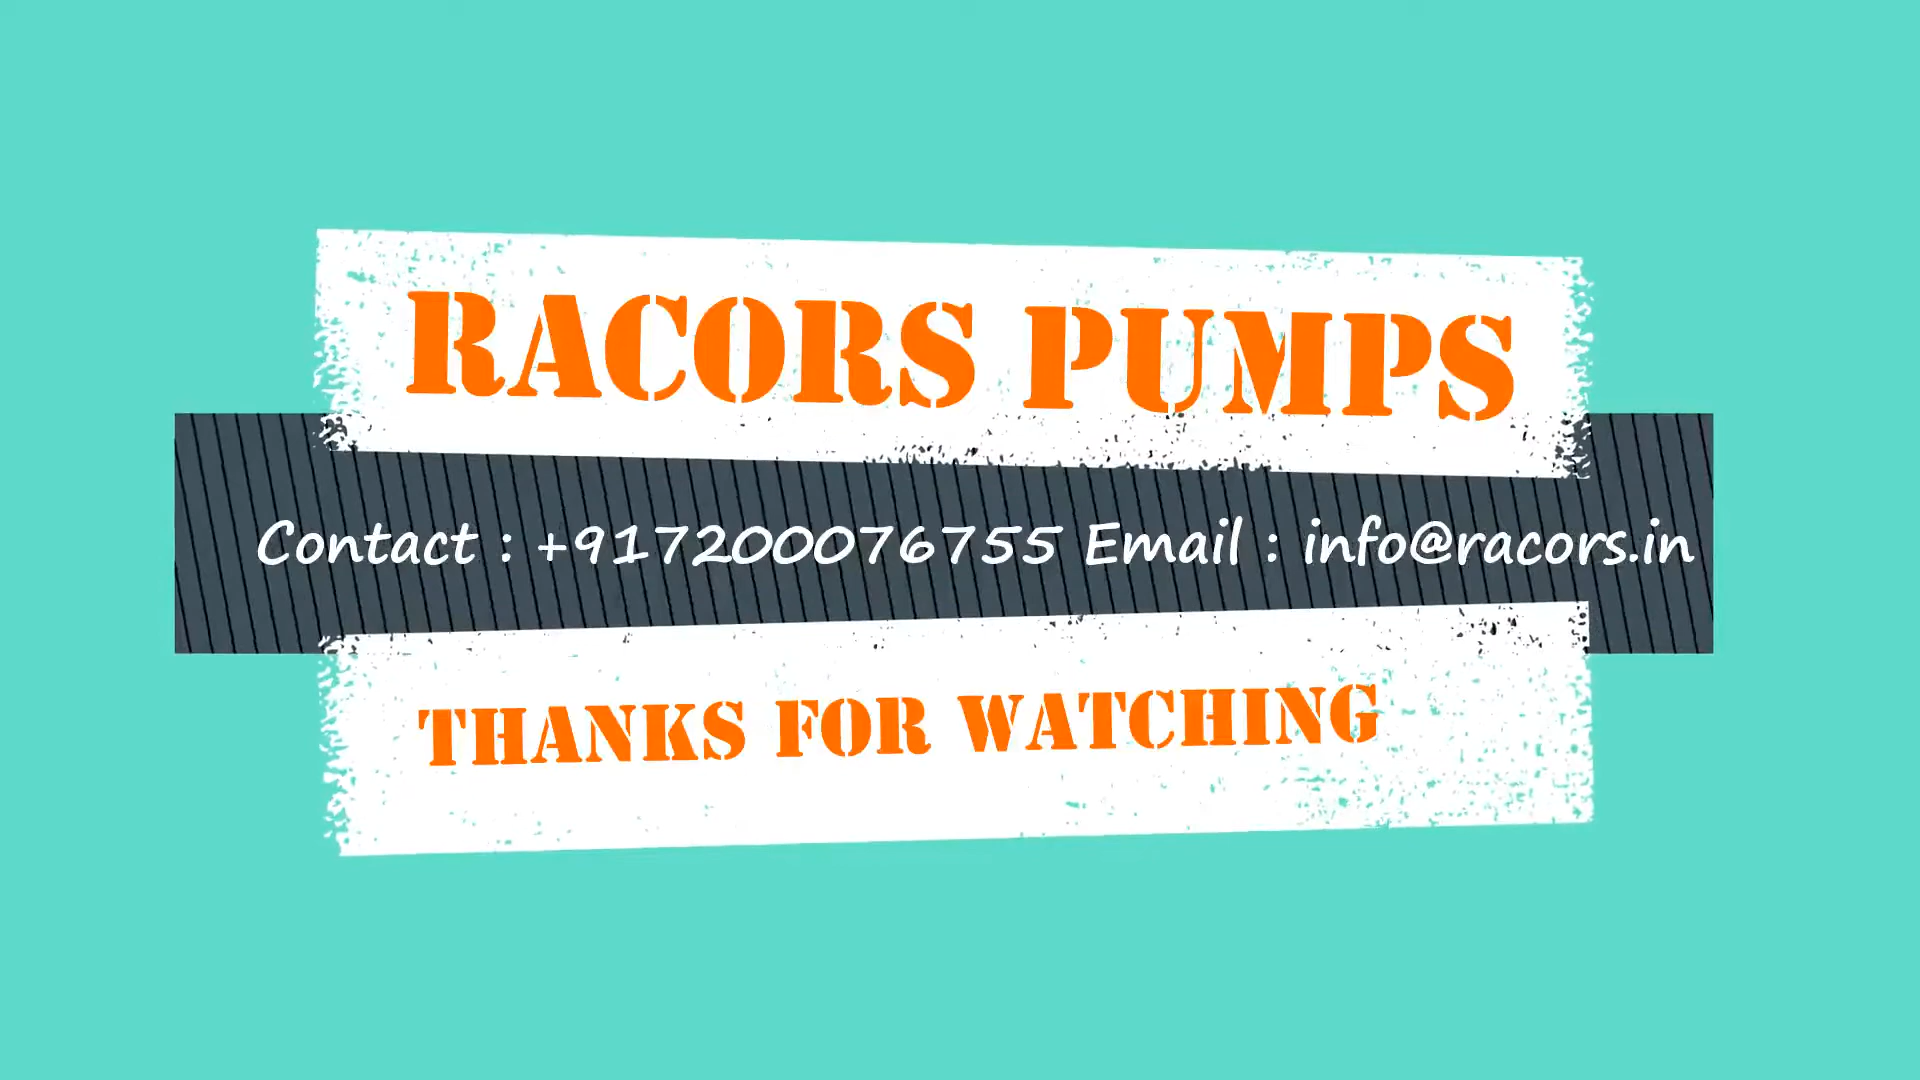 RACORS PUMPS
Contact : +917200076755 Email : info@racors.in
THANKS FOR WATCHING